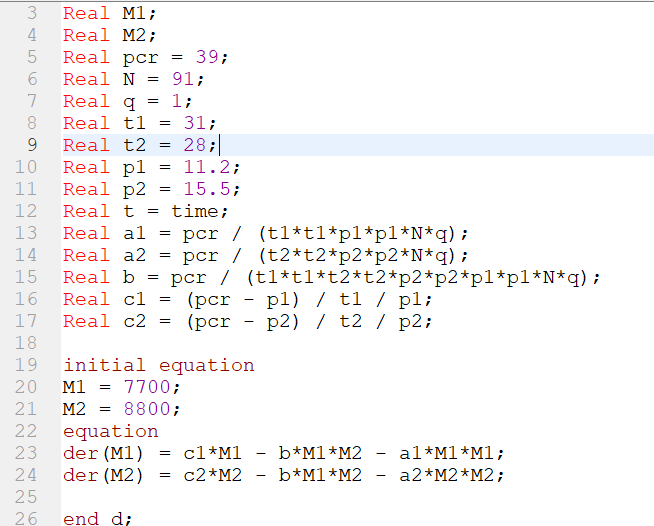 3 Real M1;
4 Real M2;
5 Real pcr = 39;
6 Real N = 91;
7 Real q = 1;
8 Real t1 = 31;
9 Real t2 = 28;
10 Real p1 = 11.2;
11 Real p2 = 15.5;
12 Real t = time;
13 Real a1 = pcr / (t1*t1*p1*p1*N*q);
14 Real a2 = pcr / (t2*t2*p2*p2*N*q);
15 Real b = pcr / (t1*t1*t2*t2*p2*p2*p1*p1*N*q);
16 Real c1 = (pcr - p1) / t1 / p1;
17 Real c2 = (pcr - p2) / t2 / p2;
18
19 initial equation
20 M1 = 7700;
21 M2 = 8800;
22 equation
23 der(M1) = c1*M1 - b*M1*M2 - a1*M1*M1;
24 der(M2) = c2*M2 - b*M1*M2 - a2*M2*M2;
25
26 end d;